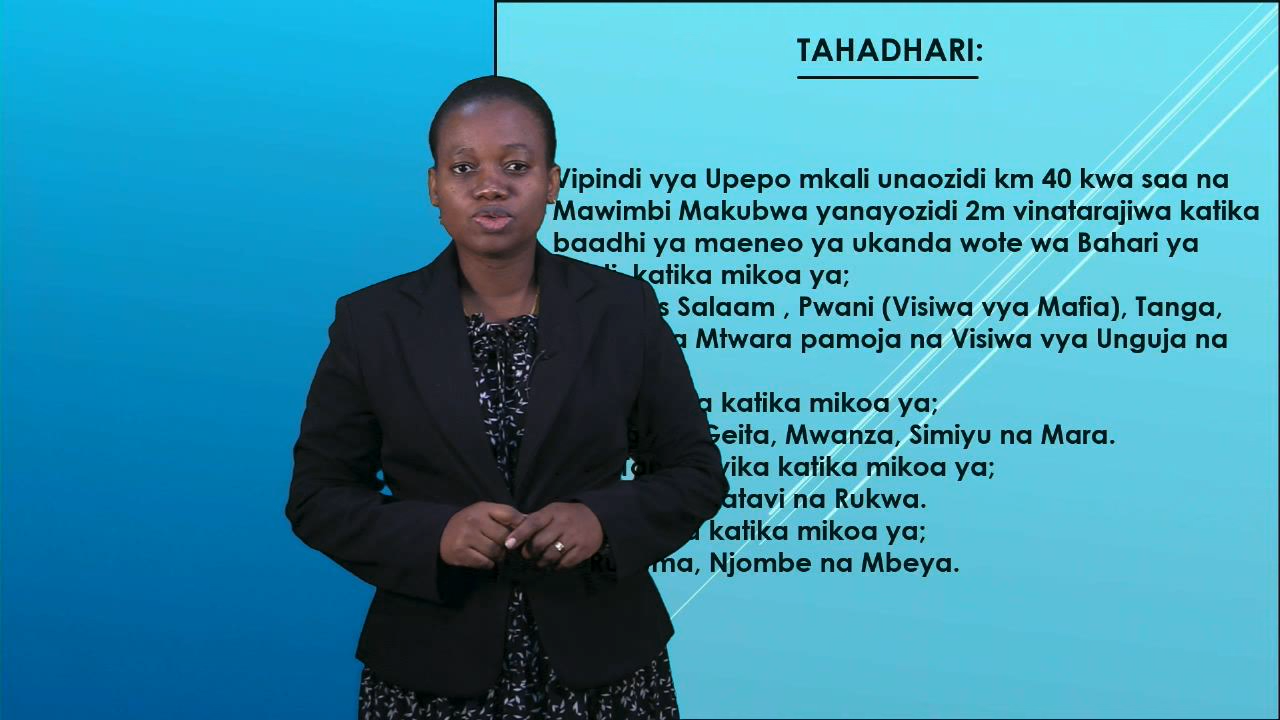 TAHADHARI:
Vipindi vya Upepo mkali unaozidi km 40 kwa saa na
Mawimbi Makubwa yanayozidi 2m vinatarajiwa katika
baadhi ya maeneo ya ukanda wote wa Bahari ya
katika mikoa ya;
Salaam , Pwani (Visiwa vya Mafia), Tanga,
Mtwara pamoja na Visiwa vya Unguja na
katika mikoa ya;
Geita, Mwanza, Simiyu na Mara.
katika mikoa ya;
na Rukwa.
katika mikoa ya;
Njombe na Mbeya.